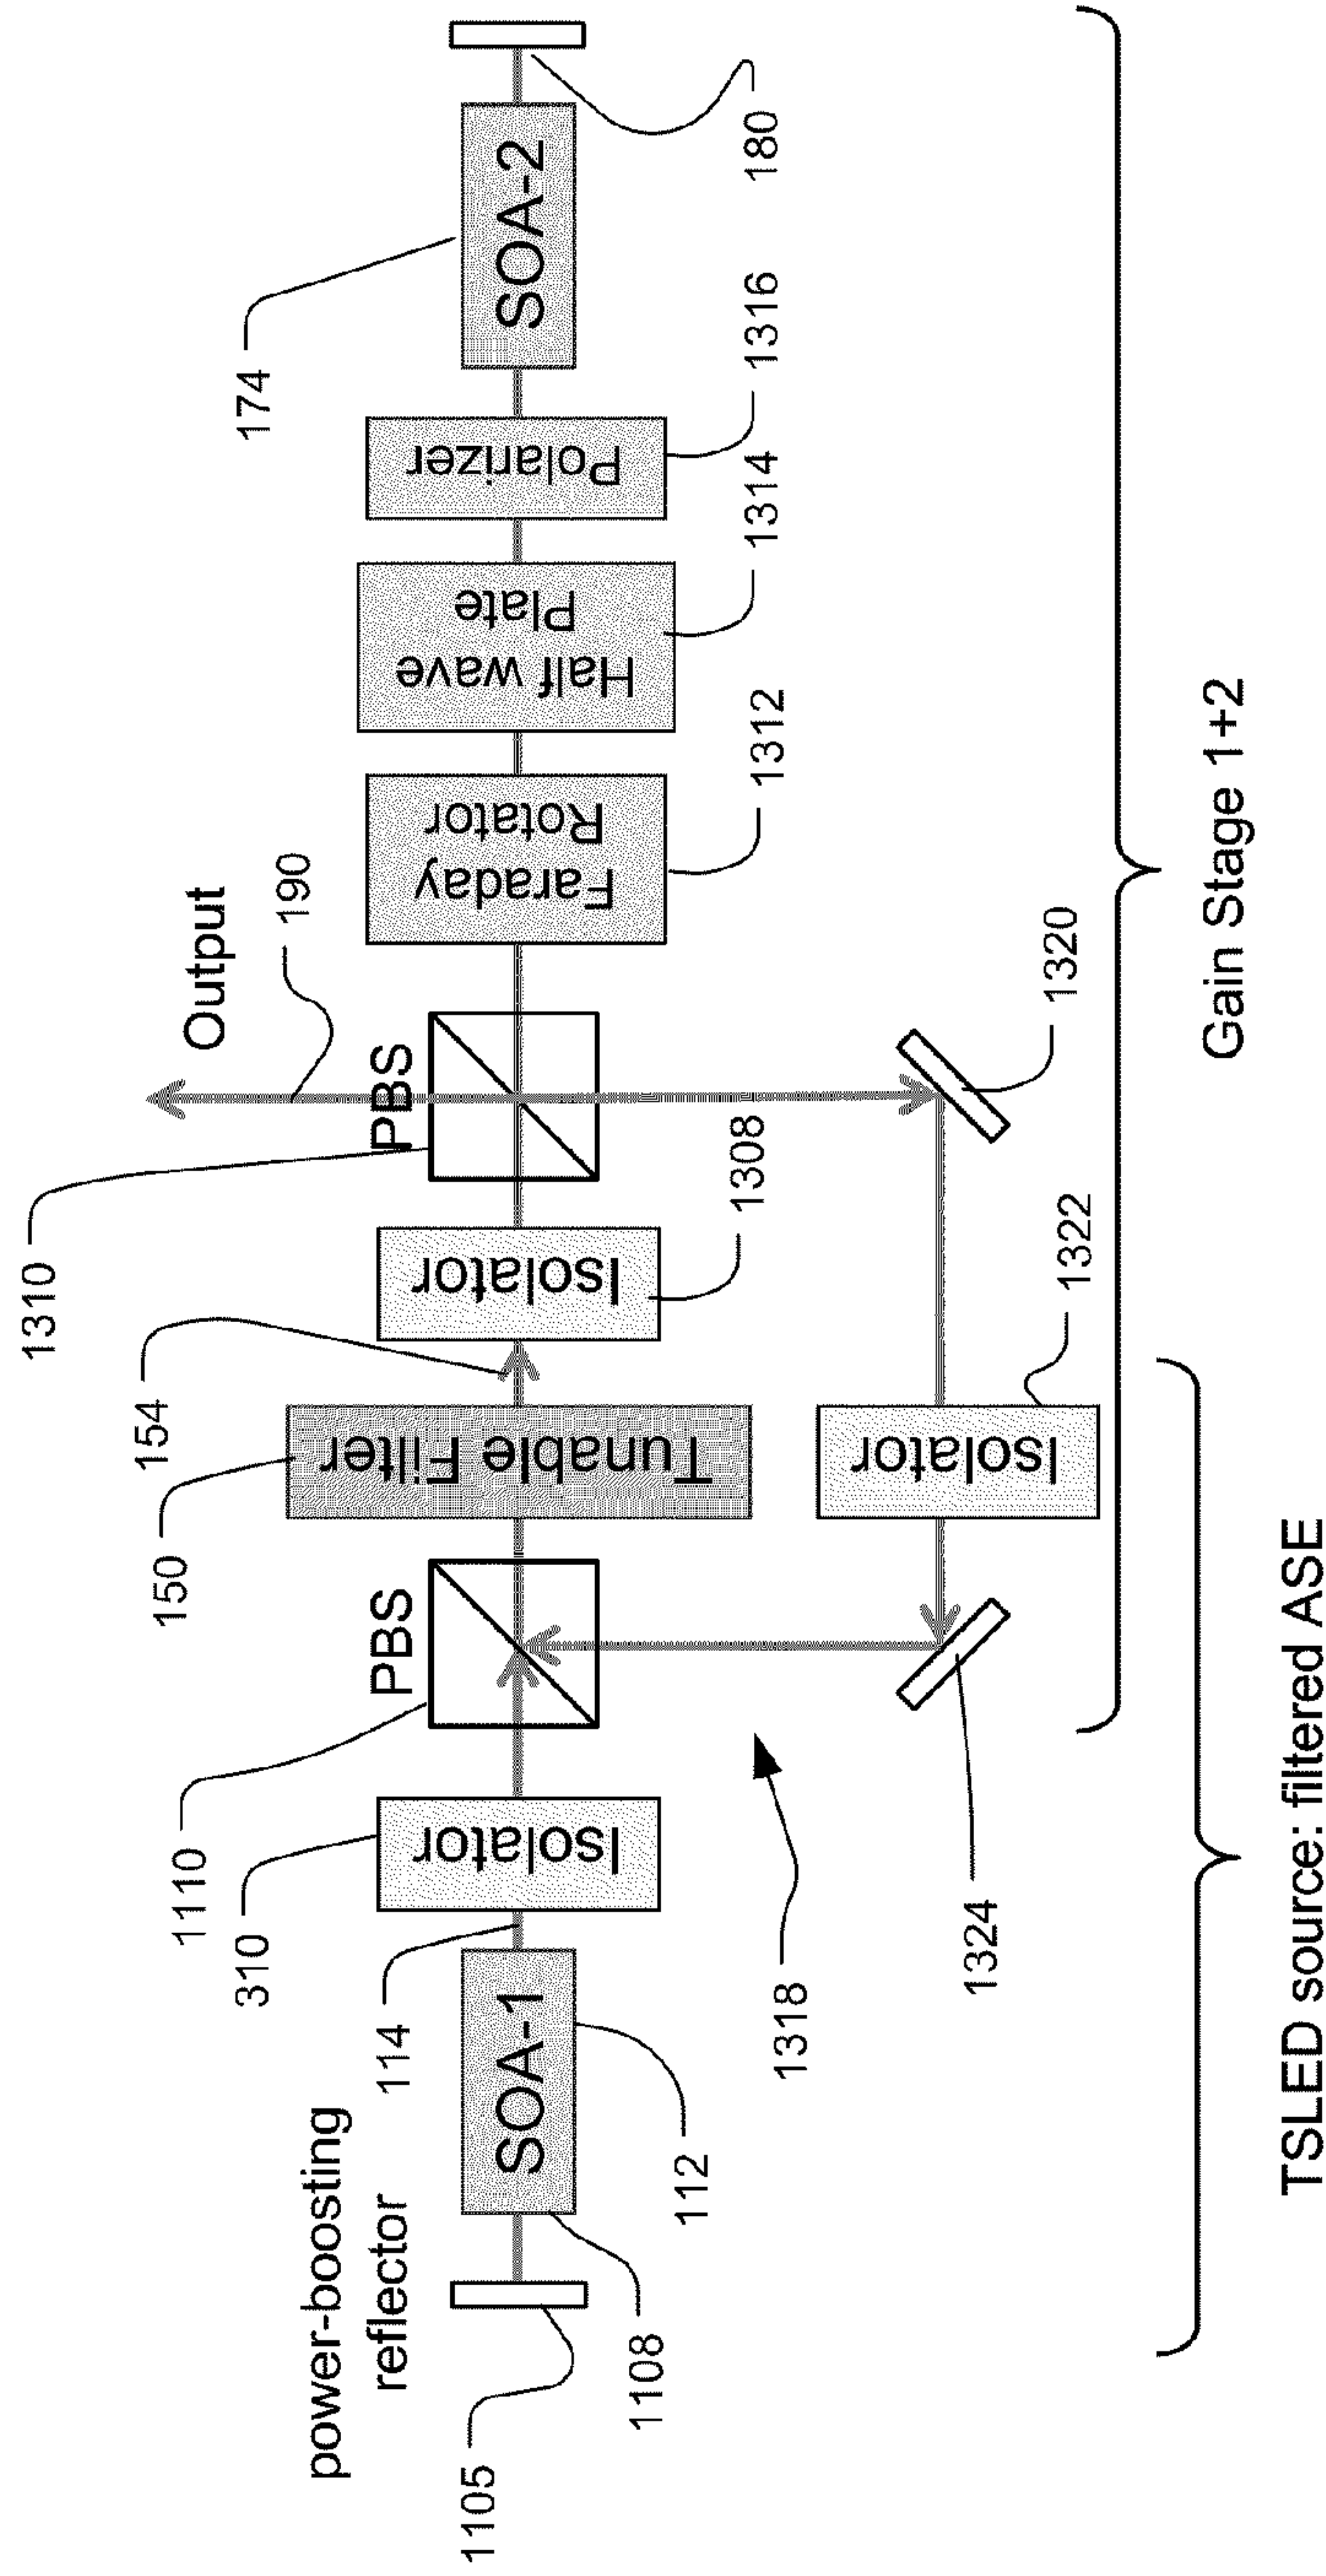 power-boosting
reflector
1105
1108
SOA-1
112
114
Isolator
310
PBS
1110
Tunable Filter
150
154
Isolator
1308
PBS
1310
Output
190
Faraday
Rotator
1312
Half wave
Plate
1314
Polarizer
1316
SOA-2
174
180
1318
1324
Isolator
1322
1320
Gain Stage 1+2
TSLED source: filtered ASE